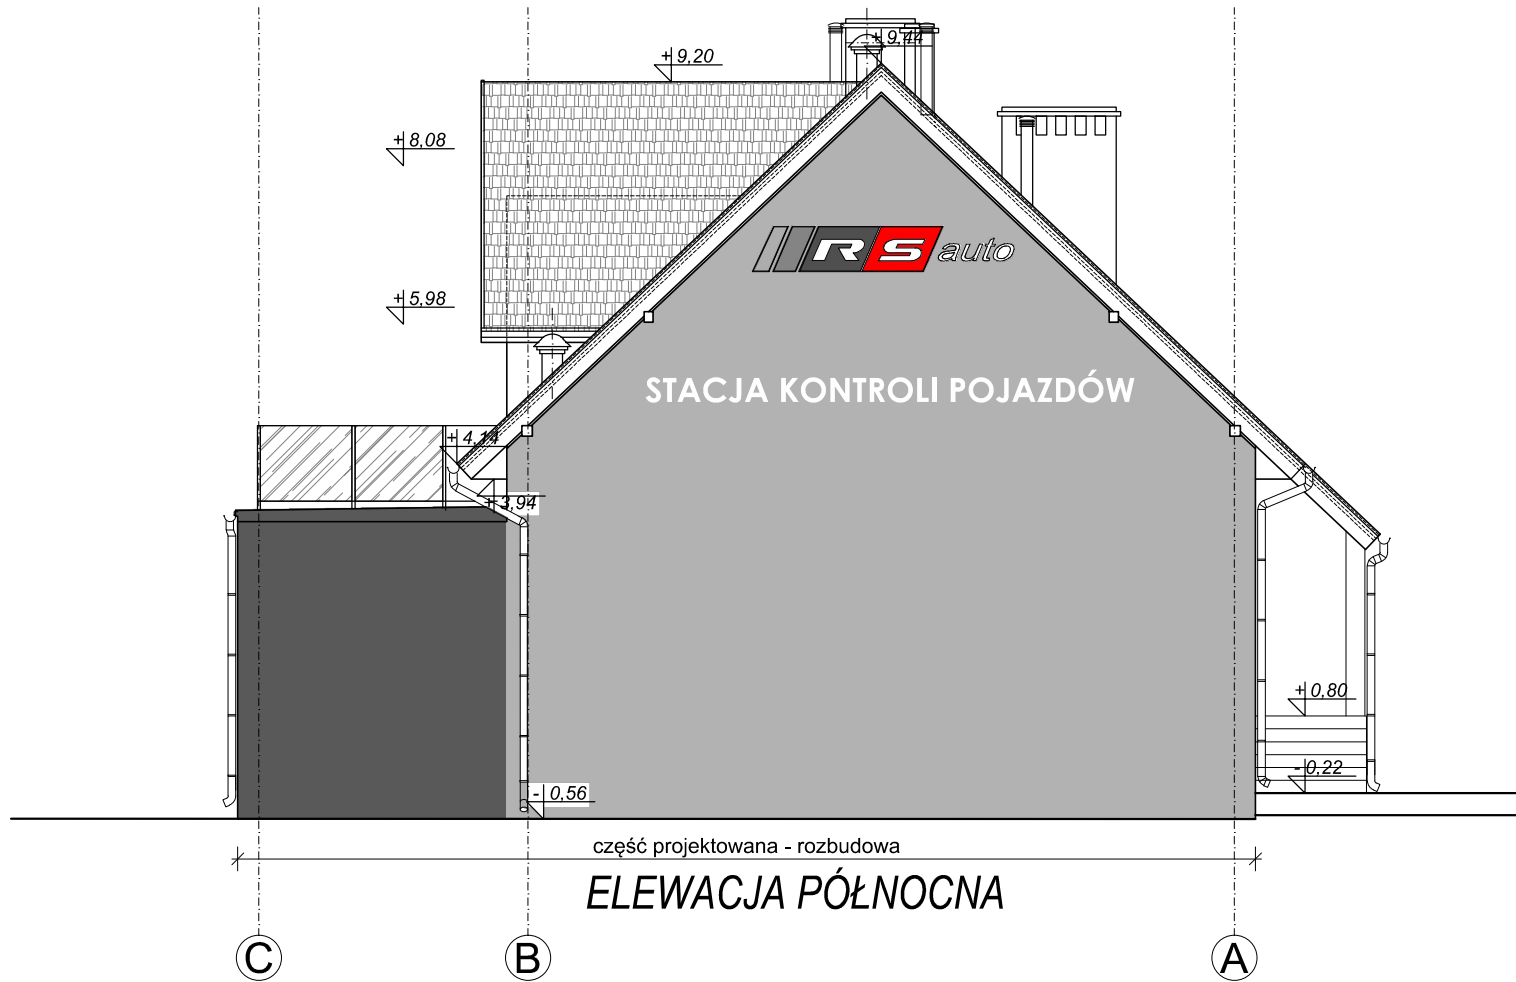 + 9,44
+ 9,20
+ 8,08
RS auto
+ 5,98
STACJA KONTROLI POJAZDÓW
+ 4,14
+ 3,94
+ 0,80
- 0,22
- 0,56
część projektowana - rozbudowa
ELEWACJA PÓŁNOCNA
C B A